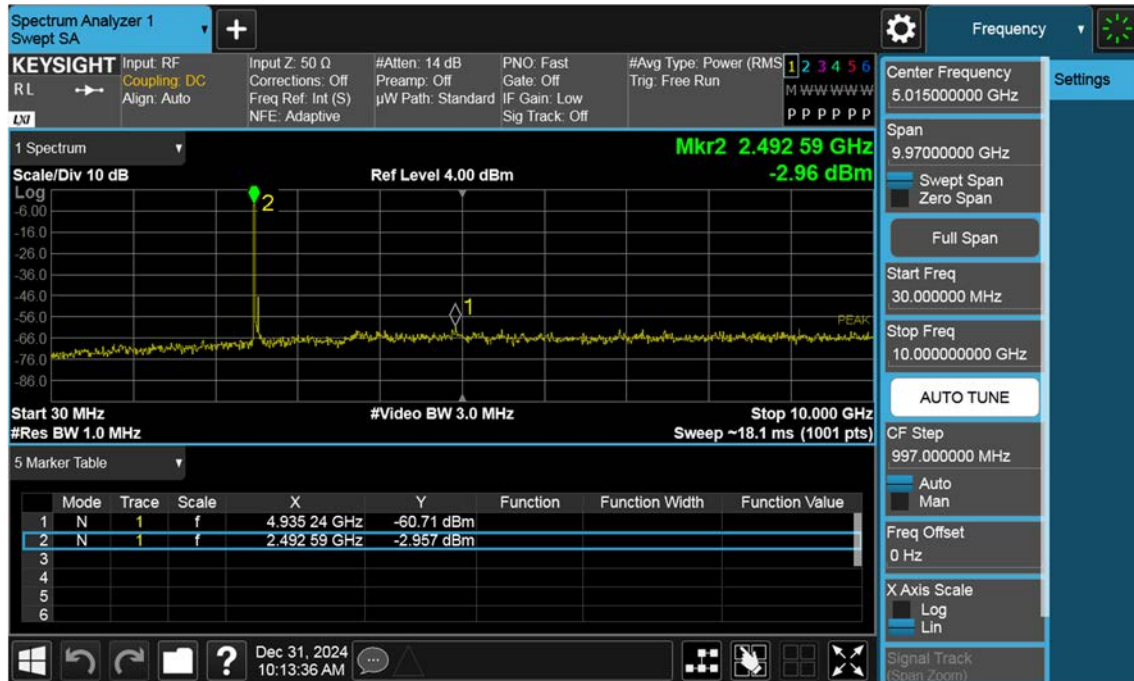 Spectrum Analyzer 1
Swept SA
Frequency
KEYSIGHT
RL
LXI
Input: RF
Coupling: DC
Align: Auto
Input Z: 50 Ω
Corrections: Off
Freq Ref: Int (S)
NFE: Adaptive
#Atten: 14 dB
Preamp: Off
µW Path: Standard
PNO: Fast
Gate: Off
IF Gain: Low
Sig Track: Off
#Avg Type: Power (RMS
Trig: Free Run
1 2 3 4 5 6
M W W W W W
P P P P P P
1 Spectrum
Mkr2 2.492 59 GHz
Scale/Div 10 dB
Ref Level 4.00 dBm
-2.96 dBm
Log
-6.00
-16.0
-26.0
-36.0
-46.0
-56.0
-66.0
-76.0
-86.0
2
1
PEAK
Start 30 MHz
#Video BW 3.0 MHz
Stop 10.000 GHz
#Res BW 1.0 MHz
Sweep ~18.1 ms (1001 pts)
5 Marker Table
Mode Trace Scale X Y Function Function Width Function Value
1 N 1 f 4.935 24 GHz -60.71 dBm
2 N 1 f 2.492 59 GHz -2.957 dBm
3
4
5
6
?
Dec 31, 2024
10:13:36 AM
Center Frequency
5.015000000 GHz
Settings
Span
9.97000000 GHz
Swept Span
Zero Span
Full Span
Start Freq
30.000000 MHz
Stop Freq
10.000000000 GHz
AUTO TUNE
CF Step
997.000000 MHz
Auto
Man
Freq Offset
0 Hz
X Axis Scale
Log
Lin
Signal Track
(Span Zoom)